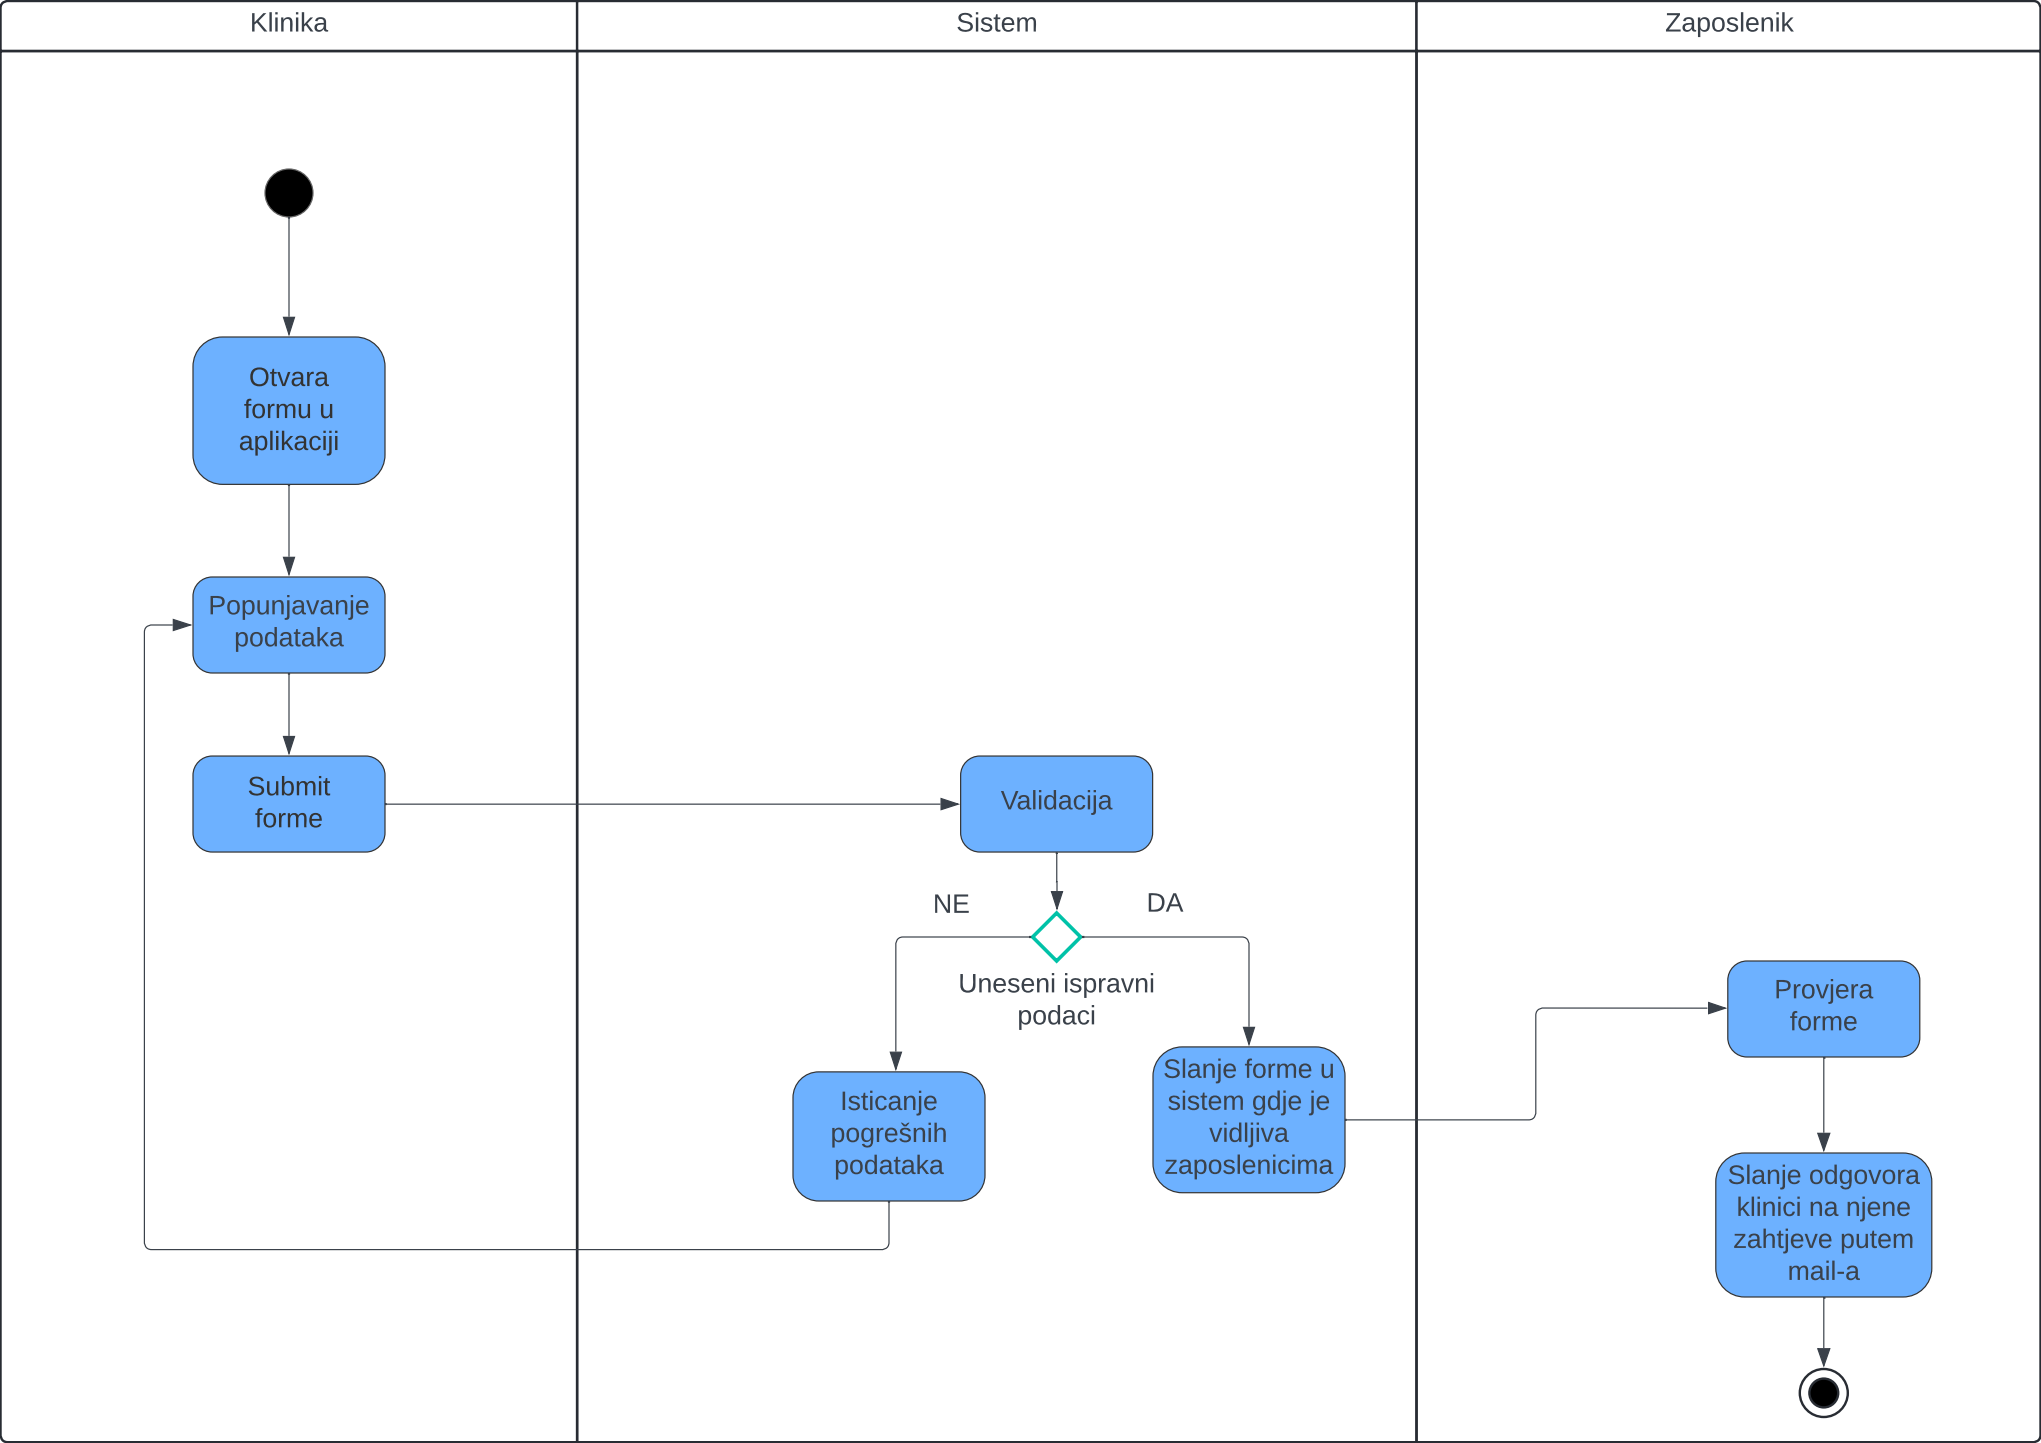 Klinika
Sistem
Zaposlenik
Otvara
formu u
aplikaciji
Popunjavanje
podataka
Submit
forme
Validacija
NE
DA
Uneseni ispravni
podaci
Isticanje
pogrešnih
podataka
Slanje forme u
sistem gdje je
vidljiva
zaposlenicima
Provjera
forme
Slanje odgovora
klinici na njene
zahtjeve putem
mail-a